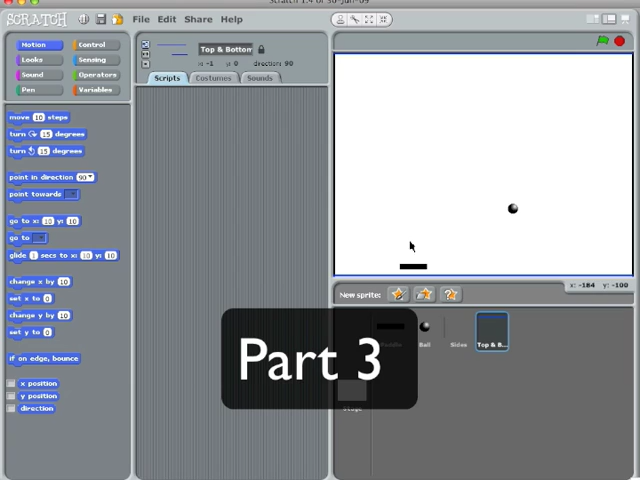 Scratch 1.4 of 30-Jun-09
SCRATCH File Edit Share Help
Motion Control
Looks Sensing
Sound Operators
Pen Variables
Top & Bottom
x: -1 y: 0 direction: 90
Scripts Costumes Sounds
move 10 steps
turn 15 degrees
turn 15 degrees
point in direction 90
point towards
go to x: 10 y: 10
go to
glide 1 secs to x: 10 y: 10
change x by 10
set x to 0
change y by 10
set y to 0
if on edge, bounce
x position
y position
direction
x: -184 y: -100
New sprite:
Ball Sides Top & B...
Stage
Part 3